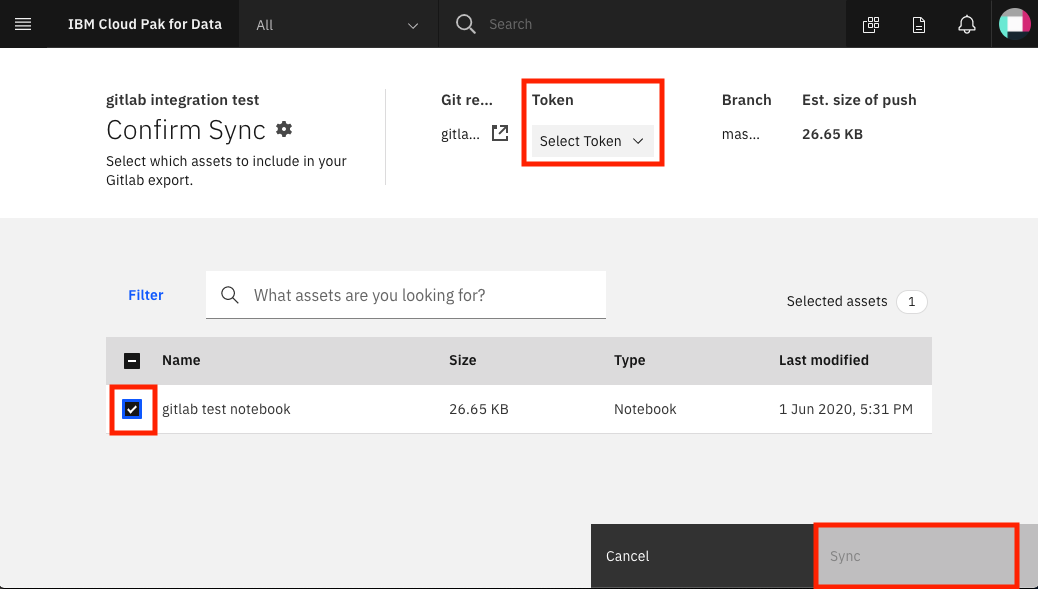 IBM Cloud Pak for Data
All
Search
gitlab integration test
Confirm Sync
Select which assets to include in your
Gitlab export.
Git re...
gitla...
Token
Select Token
Branch
mas...
Est. size of push
26.65 KB
Filter
What assets are you looking for?
Selected assets 1
Name Size Type Last modified
gitlab test notebook 26.65 KB Notebook 1 Jun 2020, 5:31 PM
Cancel
Sync